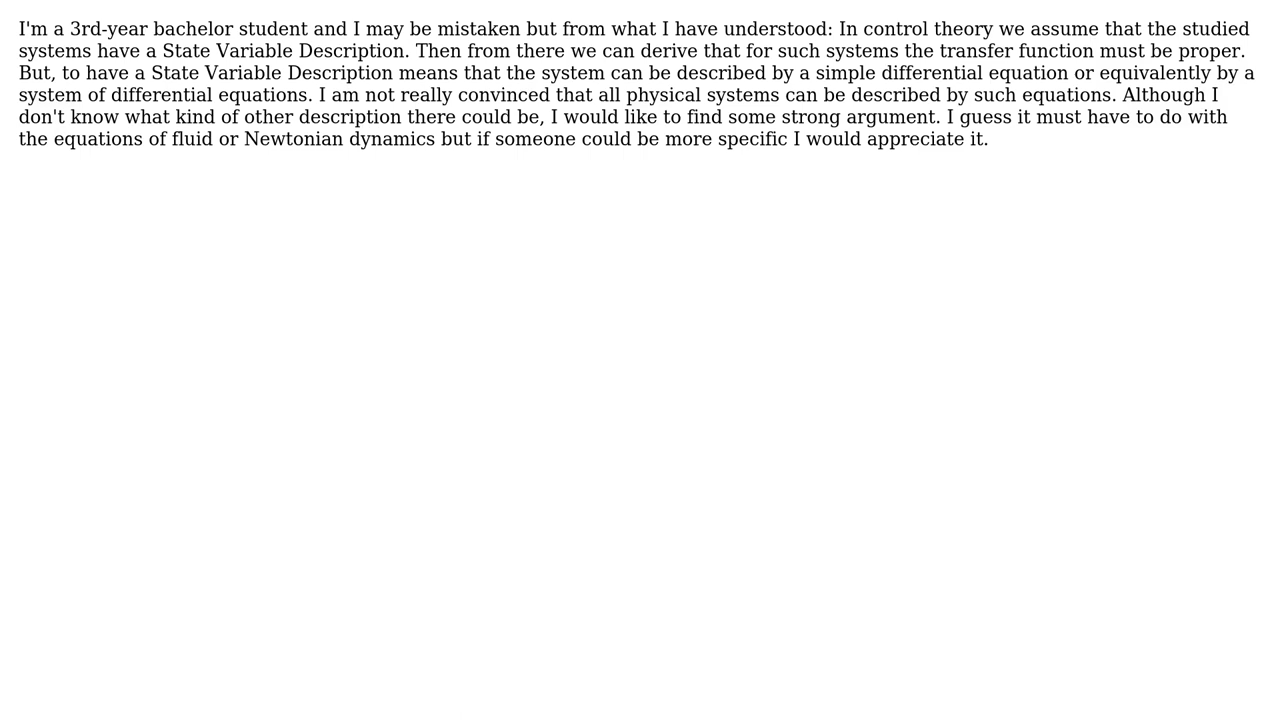 I'm a 3rd-year bachelor student and I may be mistaken but from what I have understood: In control theory we assume that the studied
systems have a State Variable Description. Then from there we can derive that for such systems the transfer function must be proper.
But, to have a State Variable Description means that the system can be described by a simple differential equation or equivalently by a
system of differential equations. I am not really convinced that all physical systems can be described by such equations. Although I
don't know what kind of other description there could be, I would like to find some strong argument. I guess it must have to do with
the equations of fluid or Newtonian dynamics but if someone could be more specific I would appreciate it.